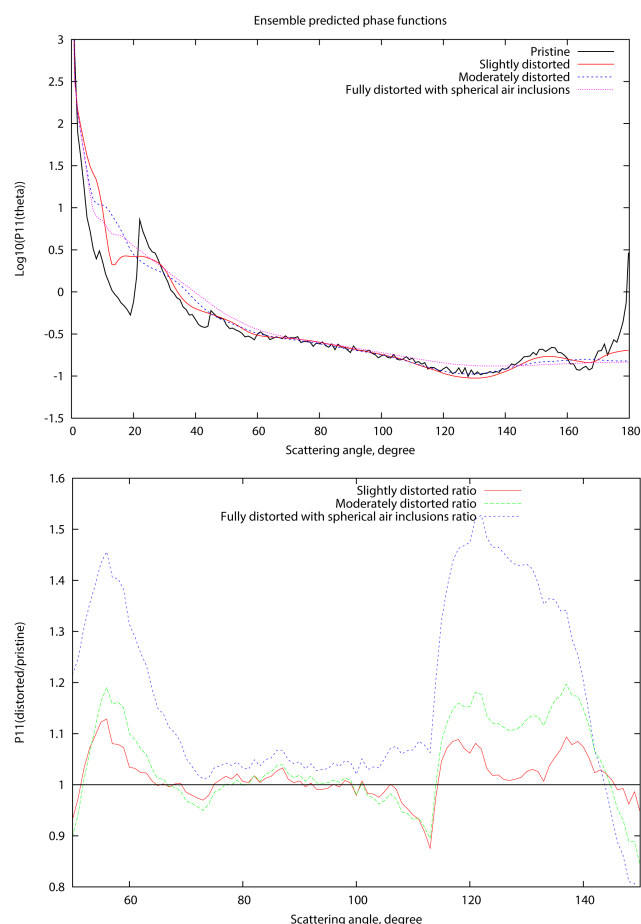 Ensemble predicted phase functions
Pristine
Slightly distorted
Moderately distorted
Fully distorted with spherical air inclusions
3
2.5
2
1.5
1
0.5
0
-0.5
-1
-1.5
Log10(P11(theta))
0 20 40 60 80 100 120 140 160 180
Scattering angle, degree
Slightly distorted ratio
Moderately distorted ratio
Fully distorted with spherical air inclusions ratio
1.6
1.5
1.4
1.3
1.2
1.1
1
0.9
0.8
P11(distorted/pristine)
60 80 100 120 140
Scattering angle, degree